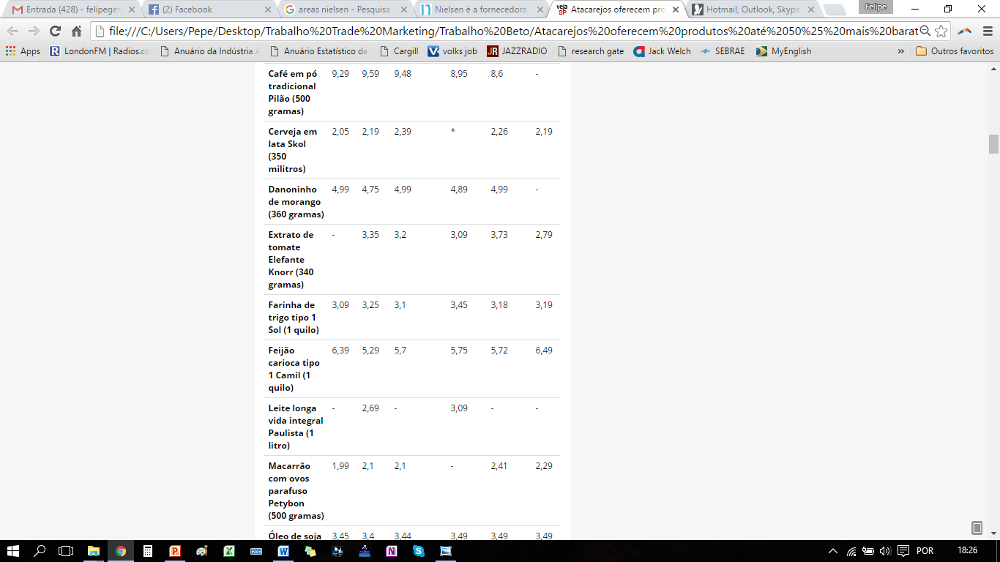 Entrada (428) - felipegen
(2) Facebook
areas nielsen - Pesquisa
Nielsen é a fornecedora
veja SP
Atacarejos oferecem pro
Hotmail, Outlook, Skype,
Felipe
file:///C:/Users/Pepe/Desktop/Trabalho%20Trade%20Marketing/Trabalho%20Beto/Atacarejos%20oferecem%20produtos%20até%2050%25%20mais%20barat
Apps
LondonFM | Radios.cc
Anuário da Indústria
Anuário Estatístico da
Cargill
volks job
JAZZRADIO
research gate
Jack Welch
SEBRAE
MyEnglish
»
Outros favoritos
Café em pó 9,29 9,59 9,48 8,95 8,6 -
tradicional
Pilão (500
gramas)
Cerveja em 2,05 2,19 2,39 * 2,26 2,19
lata Skol
(350
militros)
Danoninho 4,99 4,75 4,99 4,89 4,99 -
de morango
(360 gramas)
Extrato de - 3,35 3,2 3,09 3,73 2,79
tomate
Elefante
Knorr (340
gramas)
Farinha de 3,09 3,25 3,1 3,45 3,18 3,19
trigo tipo 1
Sol (1 quilo)
Feijão 6,39 5,29 5,7 5,75 5,72 6,49
carioca tipo
1 Camil (1
quilo)
Leite longa - 2,69 - 3,09 - -
vida integral
Paulista (1
litro)
Macarrão 1,99 2,1 2,1 - 2,41 2,29
com ovos
parafuso
Petybon
(500 gramas)
Óleo de soja 3,45 3,4 3,44 3,49 3,49 3,49
POR
18:26